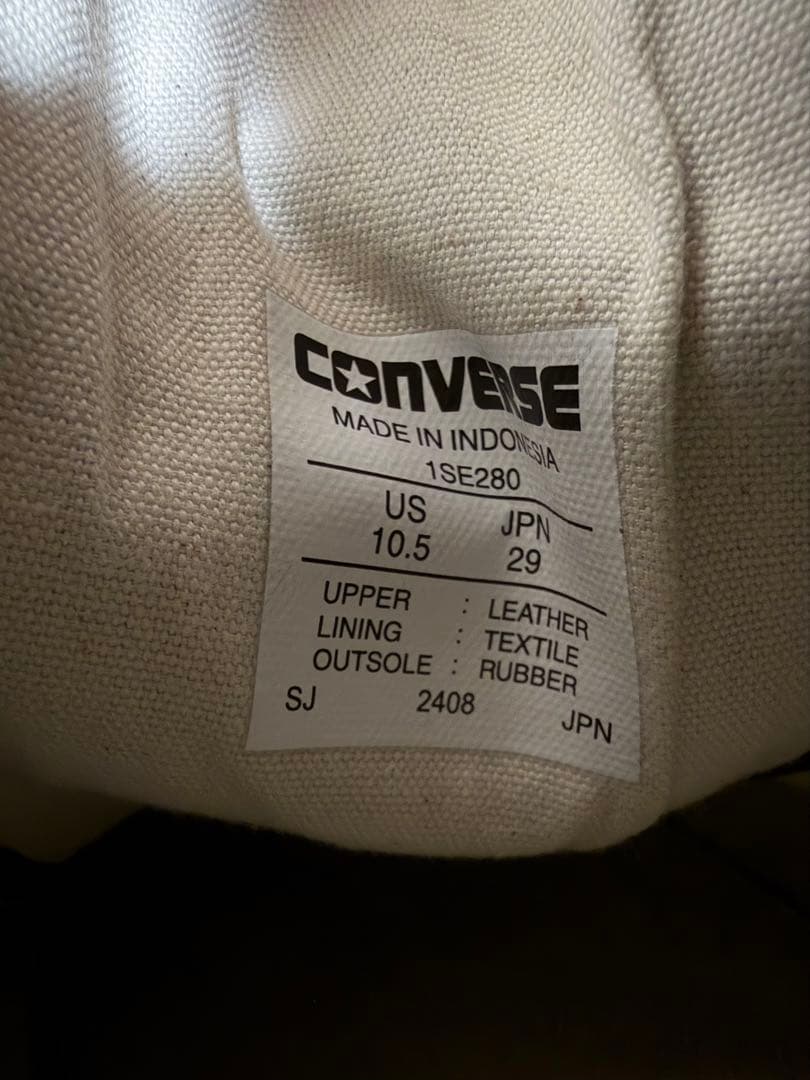 CONVERSE
MADE IN INDONESIA
1SE280
US JPN
10.5 29
UPPER : LEATHER
LINING : TEXTILE
OUTSOLE : RUBBER
SJ 2408 JPN